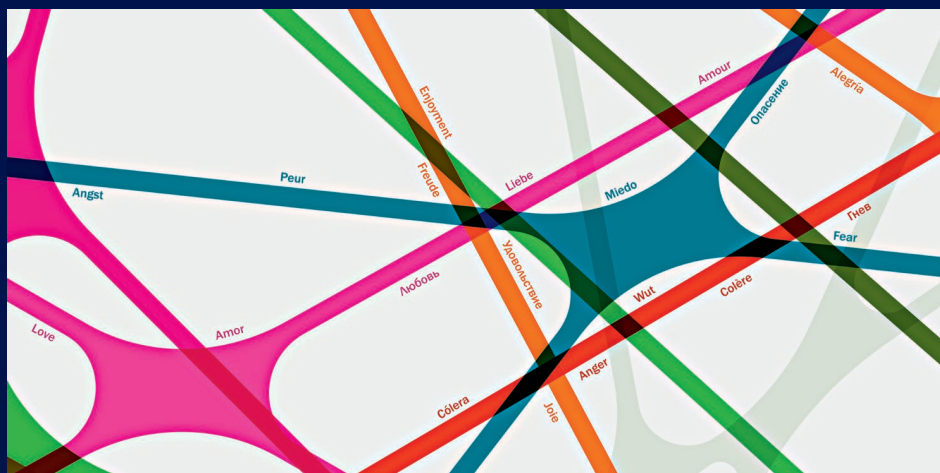 Amour
Alegría
Enjoyment
Опасение
Freude
Peur
Liebe
Miedo
Angst
Гнев
Fear
Удовольствие
Любовь
Wut
Colère
Love
Amor
Anger
Cólera
Joie